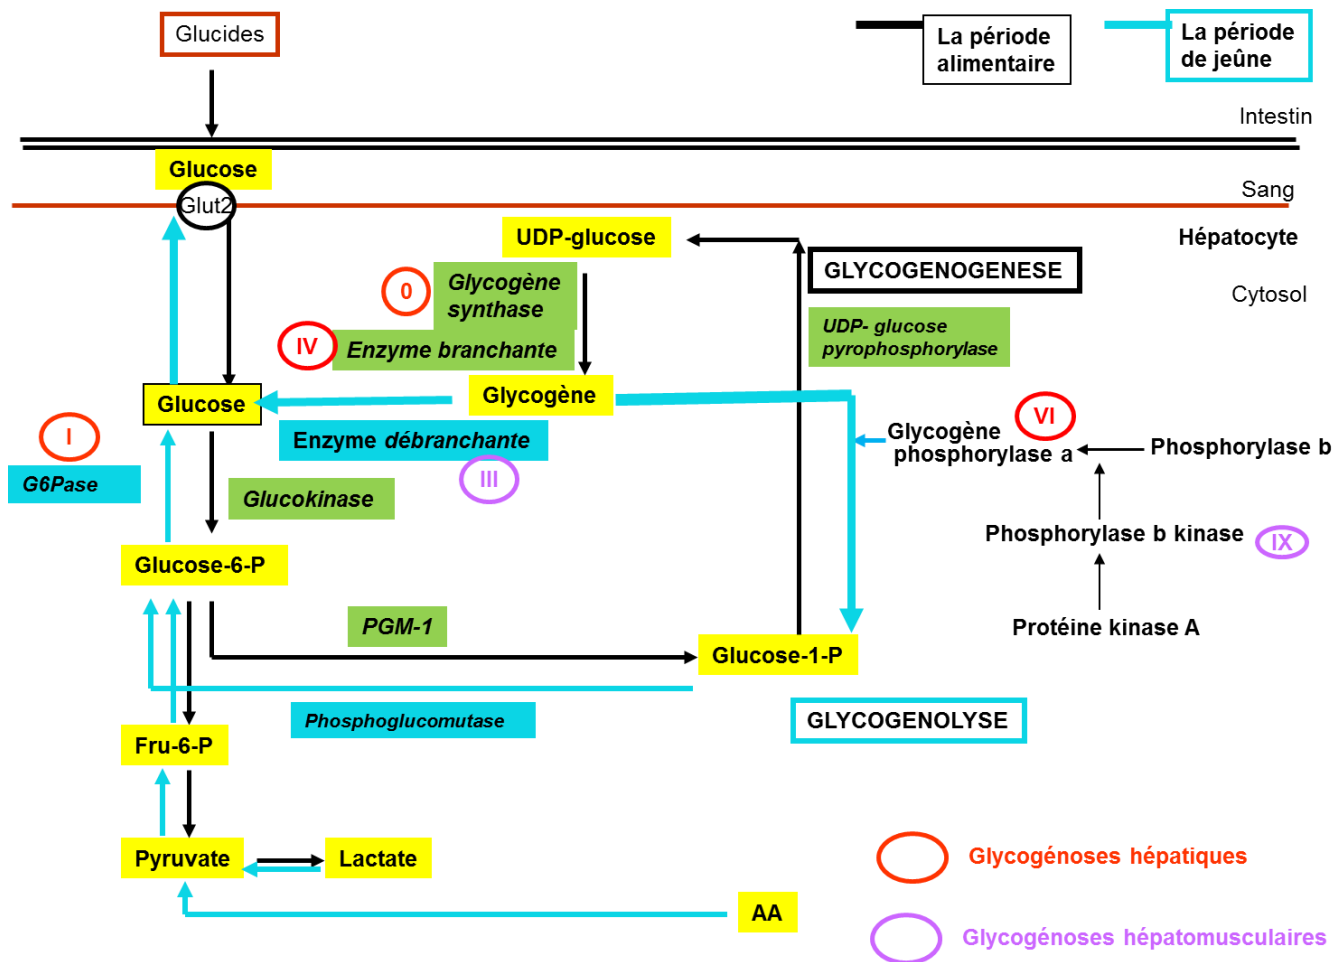 Glucides
La période
alimentaire
La période
de jeûne
Intestin
Glucose
Sang
Glut2
UDP-glucose
Hépatocyte
GLYCOGENOGENESE
0
Glycogène
synthase
Cytosol
UDP- glucose
pyrophosphorylase
IV
Enzyme branchante
Glucose
Glycogène
I
Enzyme débranchante
VI
Glycogène
phosphorylase a
Phosphorylase b
G6Pase
III
Glucokinase
Phosphorylase b kinase
IX
Glucose-6-P
PGM-1
Protéine kinase A
Glucose-1-P
Phosphoglucomutase
GLYCOGENOLYSE
Fru-6-P
Pyruvate
Lactate
Glycogénoses hépatiques
AA
Glycogénoses hépatomusculaires